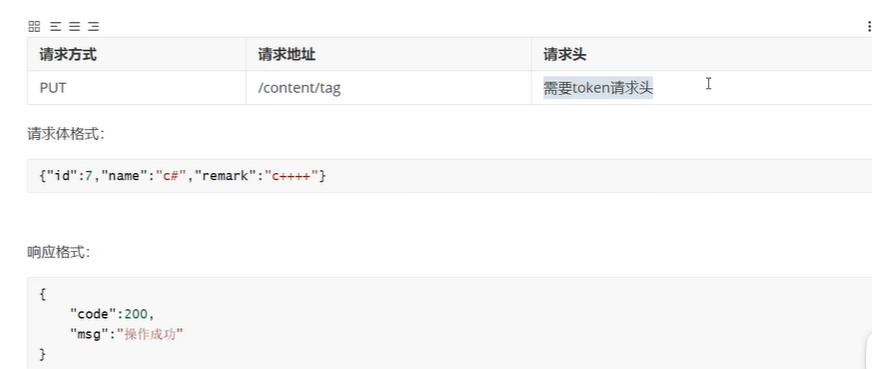 请求方式 请求地址 请求头
PUT /content/tag 需要token请求头
请求体格式：
{"id":7,"name":"c#","remark":"c++++"}
响应格式：
{
"code":200,
"msg":"操作成功"
}